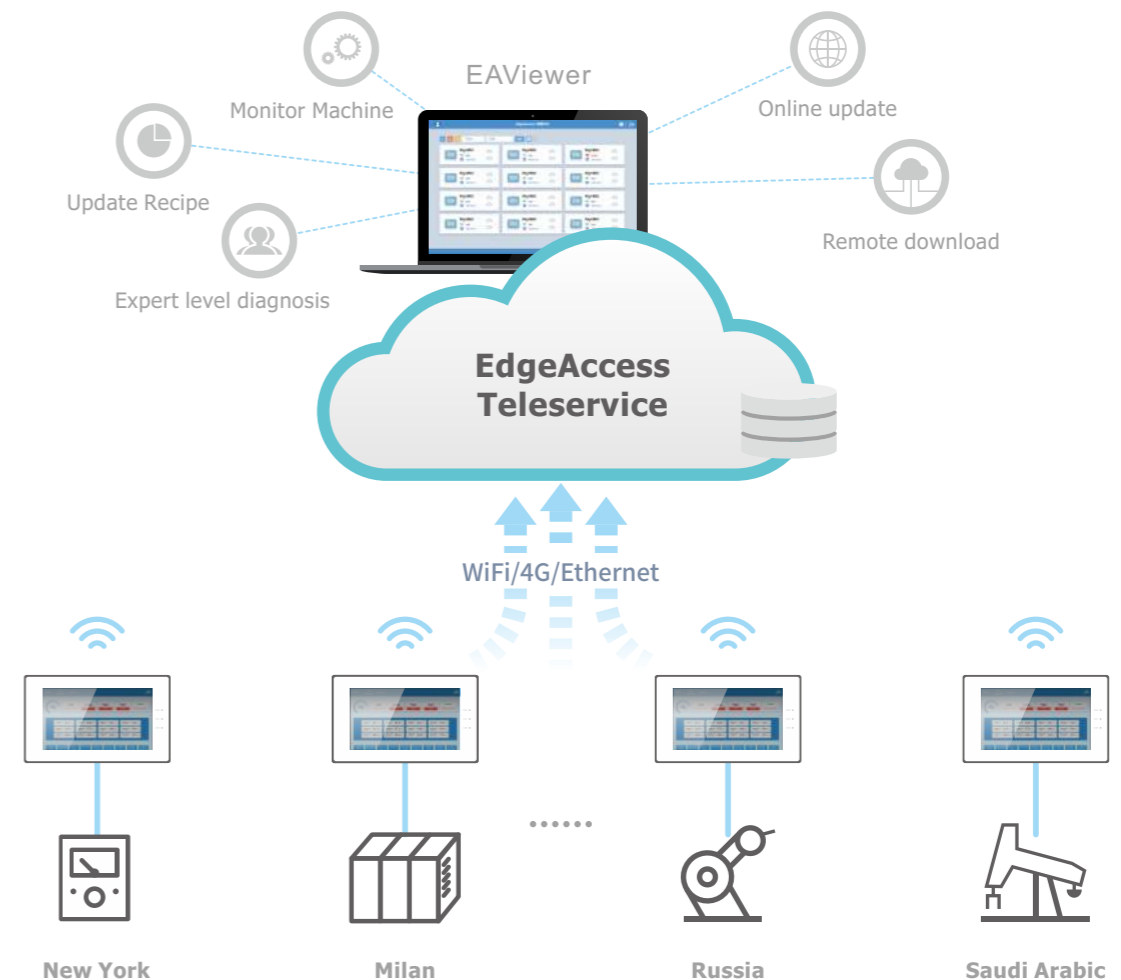 EAViewer
Monitor Machine
Online update
Update Recipe
Remote download
Expert level diagnosis
EdgeAccess
Teleservice
WiFi/4G/Ethernet
......
New York
Milan
Russia
Saudi Arabic